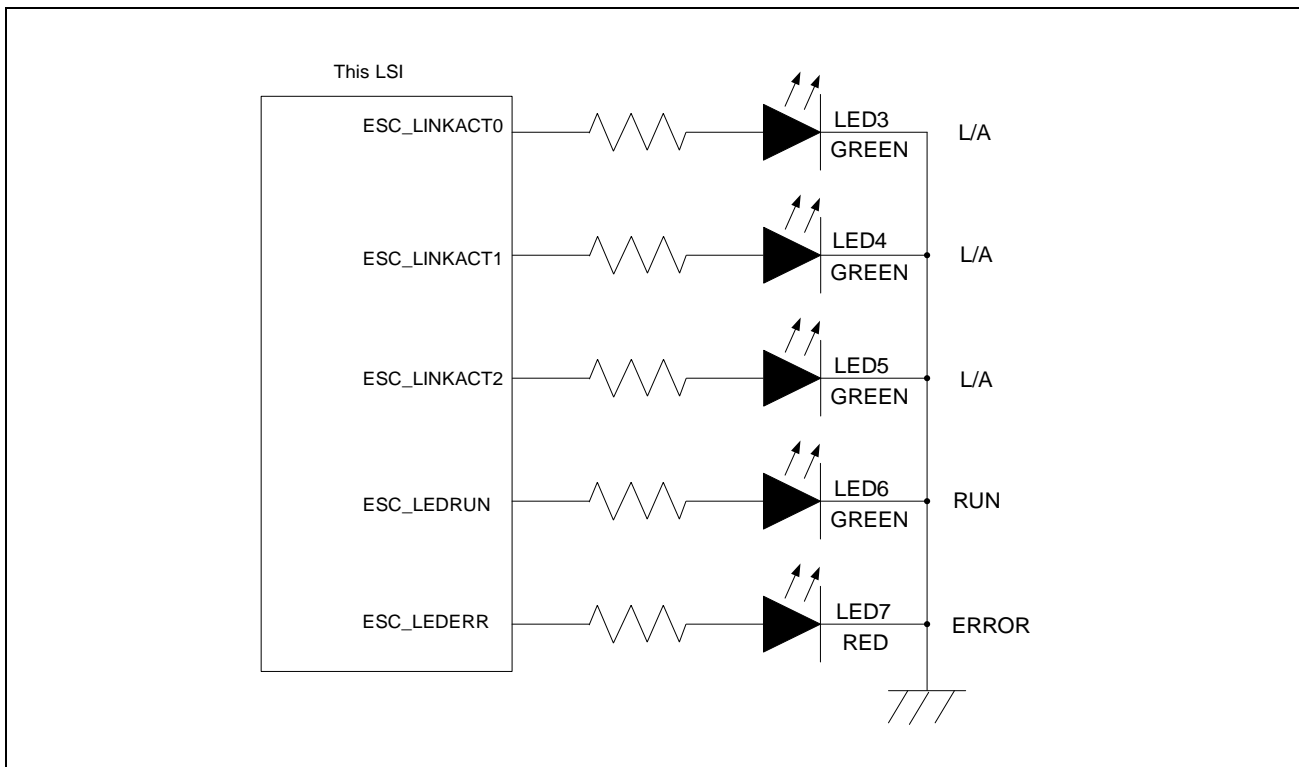 This LSI
ESC_LINKACT0
LED3
GREEN
L/A
ESC_LINKACT1
LED4
GREEN
L/A
ESC_LINKACT2
LED5
GREEN
L/A
ESC_LEDRUN
LED6
GREEN
RUN
ESC_LEDERR
LED7
RED
ERROR